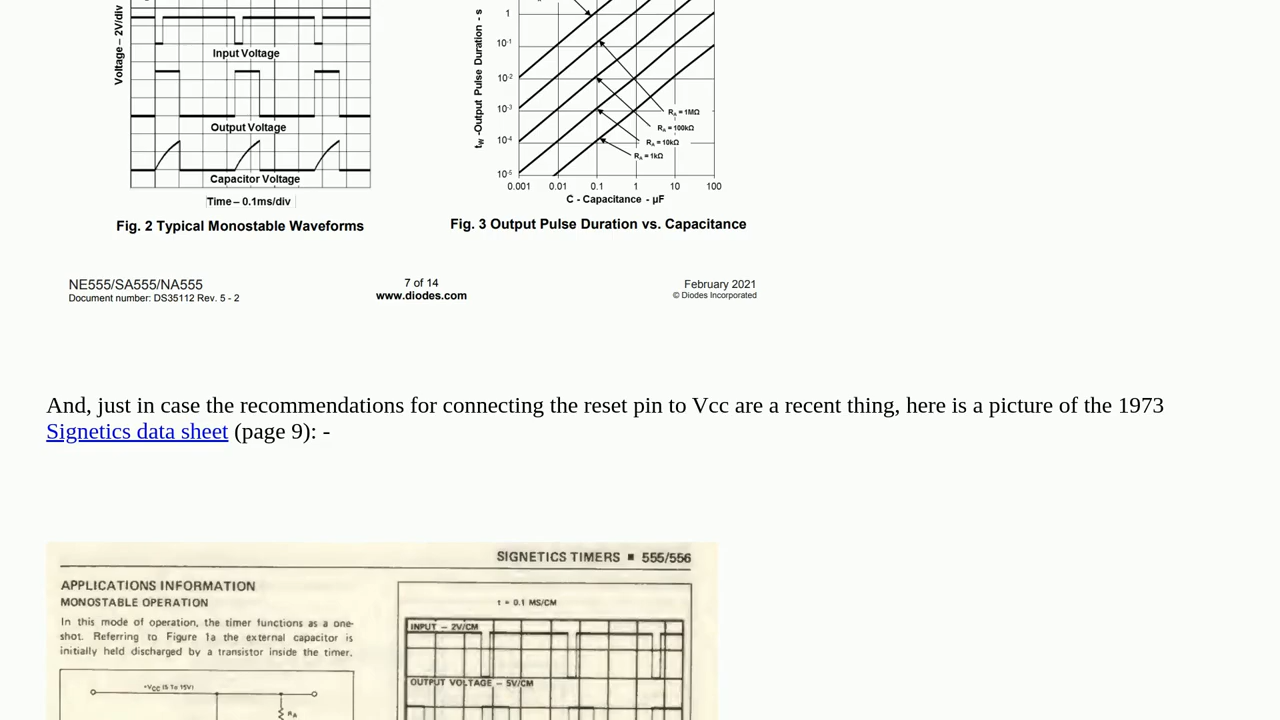 Voltage – 2V/div
Input Voltage
Output Voltage
Capacitor Voltage
Time – 0.1ms/div
Fig. 2 Typical Monostable Waveforms
tW -Output Pulse Duration - s
1
10-1
10-2
10-3
10-4
10-5
RA = 1MΩ
RA = 100kΩ
RA = 10kΩ
RA = 1kΩ
0.001 0.01 0.1 1 10 100
C - Capacitance - µF
Fig. 3 Output Pulse Duration vs. Capacitance
NE555/SA555/NA555
Document number: DS35112 Rev. 5 - 2
7 of 14
www.diodes.com
February 2021
© Diodes Incorporated
And, just in case the recommendations for connecting the reset pin to Vcc are a recent thing, here is a picture of the 1973
Signetics data sheet (page 9): -
SIGNETICS TIMERS ■ 555/556
APPLICATIONS INFORMATION
MONOSTABLE OPERATION
In this mode of operation, the timer functions as a one-
shot. Referring to Figure 1a the external capacitor is
initially held discharged by a transistor inside the timer.
+VCC (5 To 15V)
RA
t = 0.1 MS/CM
INPUT – 2V/CM
OUTPUT VOLTAGE – 5V/CM